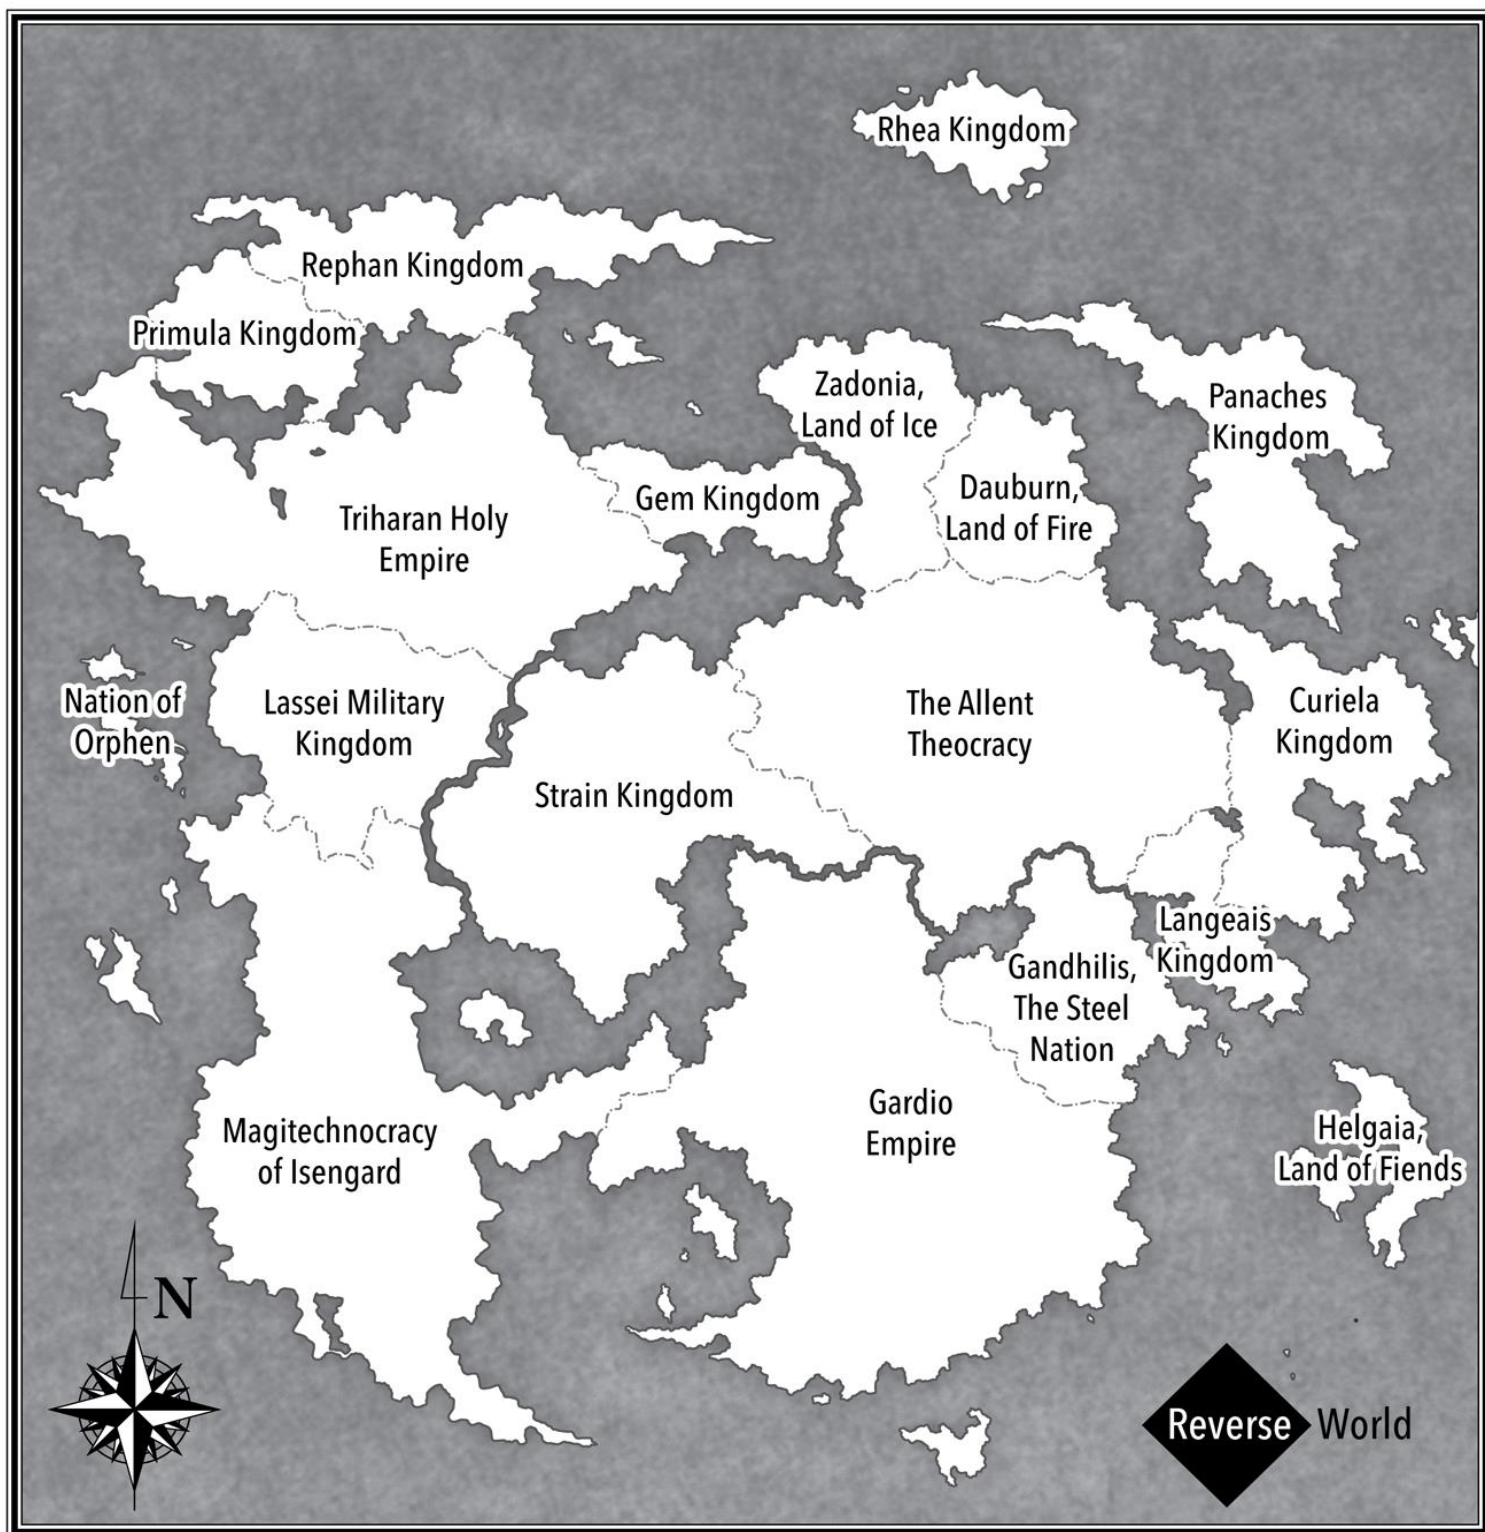 Rhea Kingdom
Rephan Kingdom
Primula Kingdom
Zadonia,
Land of Ice
Panaches
Kingdom
Gem Kingdom
Dauburn,
Land of Fire
Triharan Holy
Empire
Nation of
Orphen
Lassei Military
Kingdom
The Allent
Theocracy
Curiela
Kingdom
Strain Kingdom
Langeais
Kingdom
Gandhilis,
The Steel
Nation
Gardio
Empire
Magitechnocracy
of Isengard
Helgaia,
Land of Fiends
N
Reverse World